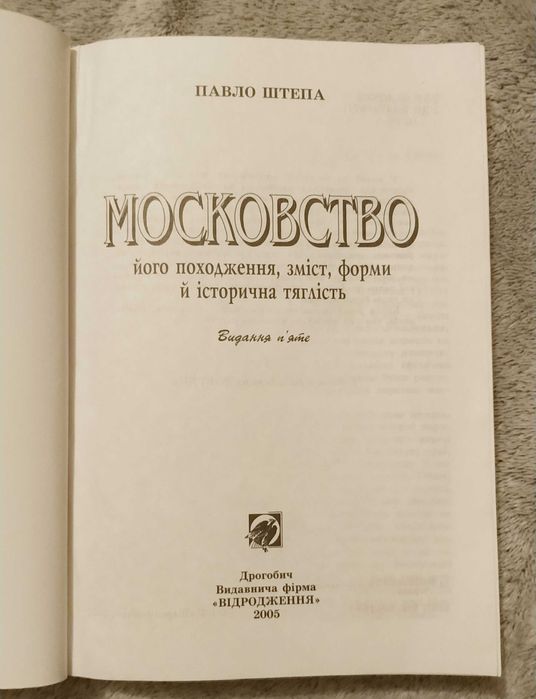 ПАВЛО ШТЕПА
МОСКОВСТВО
його походження, зміст, форми
й історична тяглість
Видання п'яте
Дрогобич
Видавнича фірма
«ВІДРОДЖЕННЯ»
2005